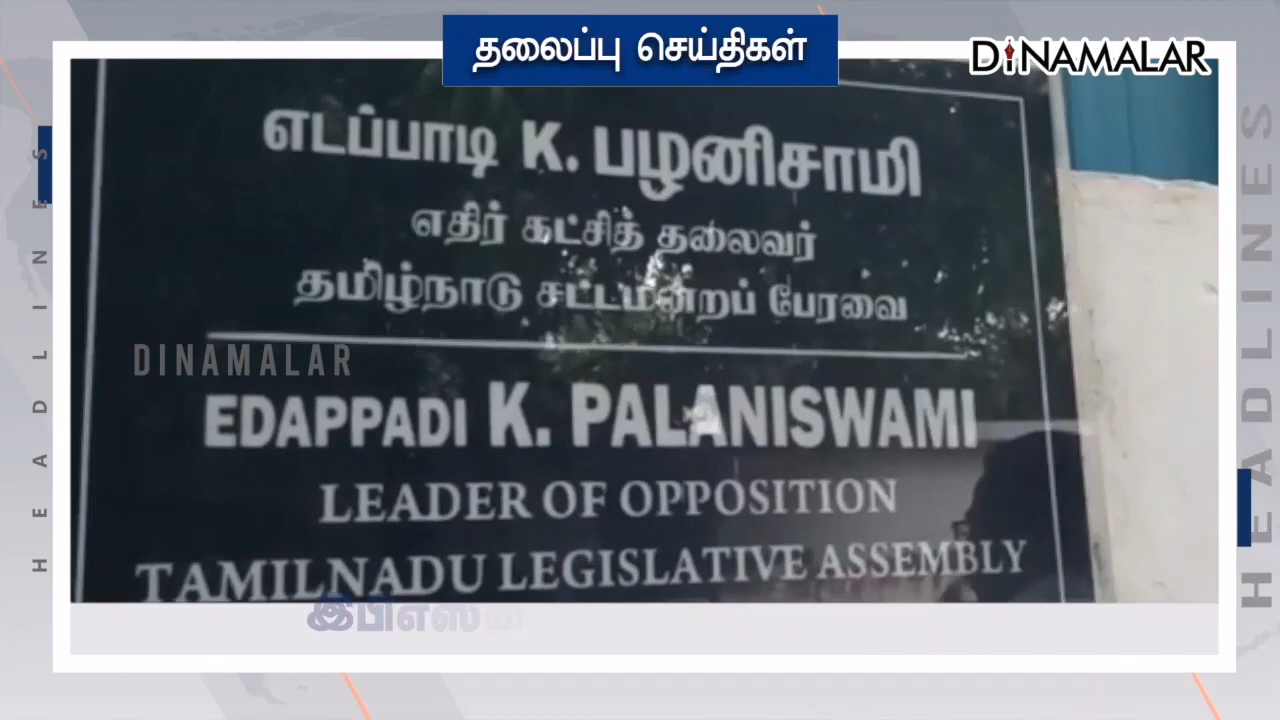 தலைப்பு செய்திகள்
DINAMALAR
எடப்பாடி K. பழனிசாமி
எதிர் கட்சித் தலைவர்
தமிழ்நாடு சட்டமன்றப் பேரவை
DINAMALAR
EDAPPADI K. PALANISWAMI
LEADER OF OPPOSITION
TAMILNADU LEGISLATIVE ASSEMBLY
HEADLINES
HEADLINES